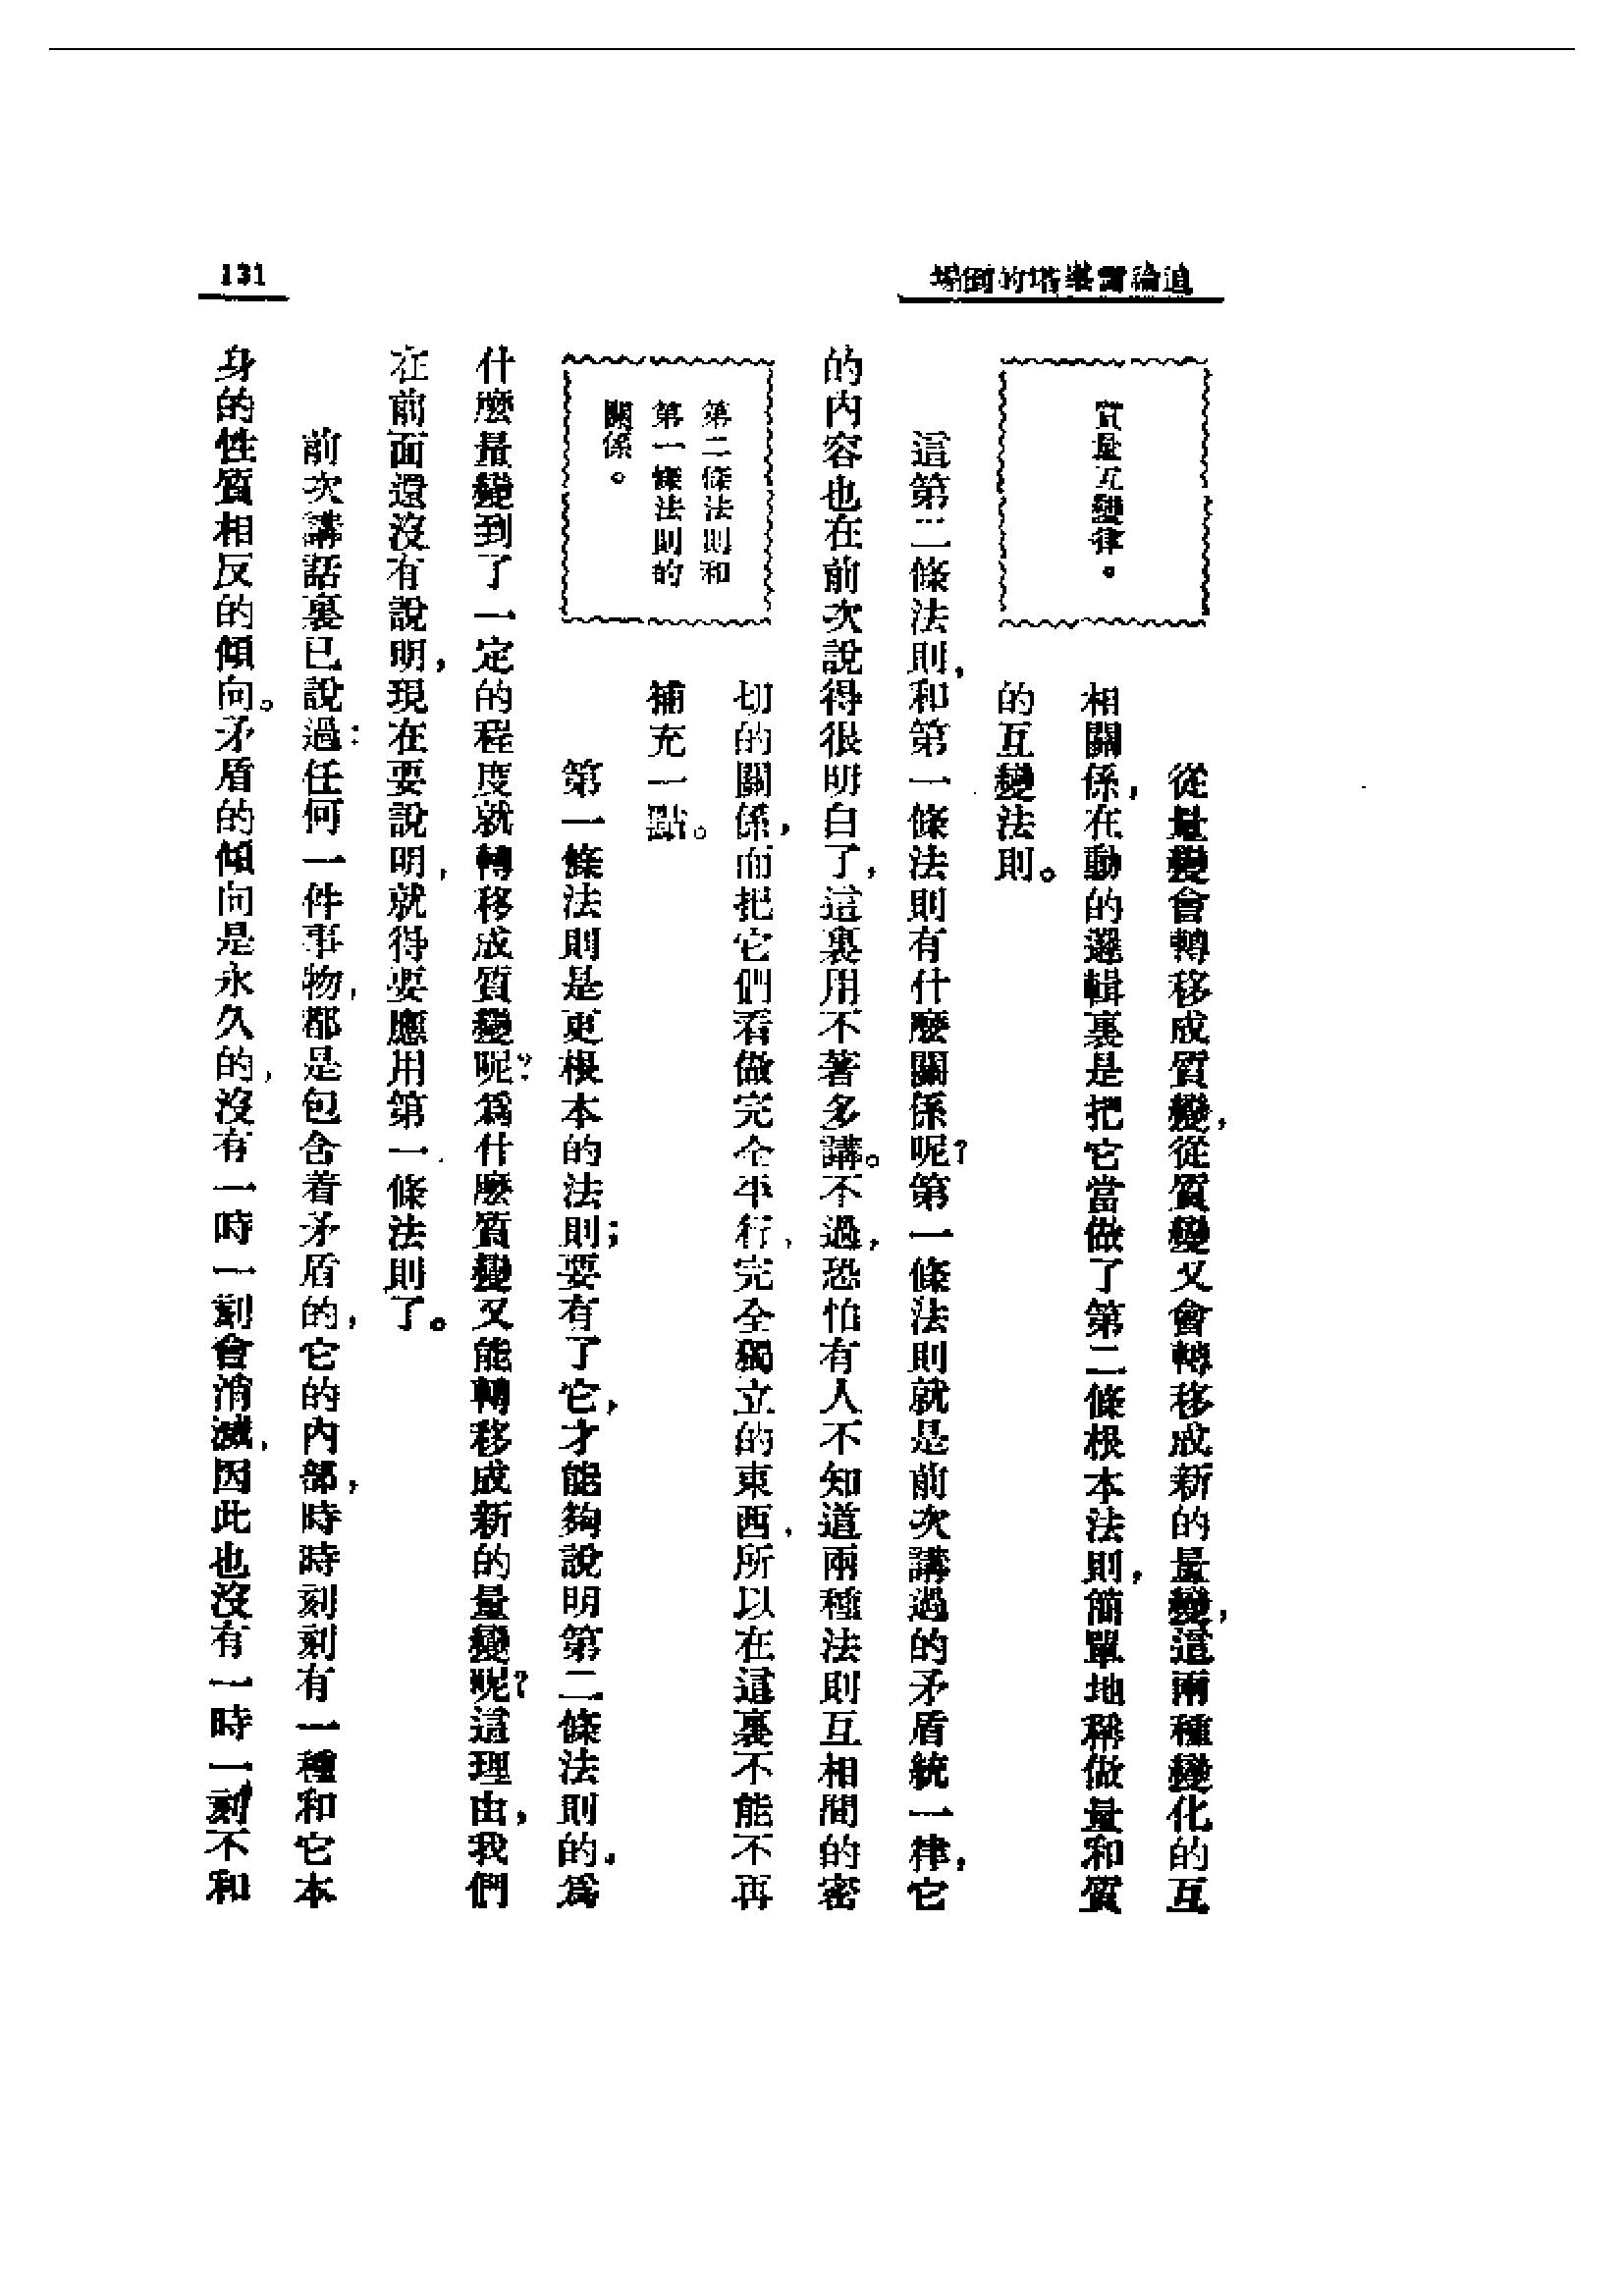 追論雷峯塔的倒塌
131
質量互變律。
從量變會轉移成質變，從質變又會轉移成新的量變，這兩種變化的互
相關係，在動的邏輯裏是把它當做了第二條根本法則，簡單地稱做量和質
的互變法則。
這第二條法則，和第一條法則有什麼關係呢？第一條法則就是前次講過的矛盾統一律，它
的內容也在前次說得很明白了，這裏用不著多講。不過，恐怕有人不知道兩種法則互相間的密
第二條法則和
第一條法則的
關係。
切的關係，而把它們看做完全平行，完全獨立的東西，所以在這裏不能不再
補充一點。
第一條法則是更根本的法則；要有了它，才能夠說明第二條法則的，爲
什麼量變到了一定的程度就轉移成質變呢？爲什麼質變又能轉移成新的量變呢？這理由，我們
在前面還沒有說明，現在要說明，就得要應用第一條法則了。
前次講話裏已說過：任何一件事物，都是包含着矛盾的，它的內部，時時刻刻有一種和它本
身的性質相反的傾向。矛盾的傾向是永久的，沒有一時一刻會消滅，因此也沒有一時一刻不和